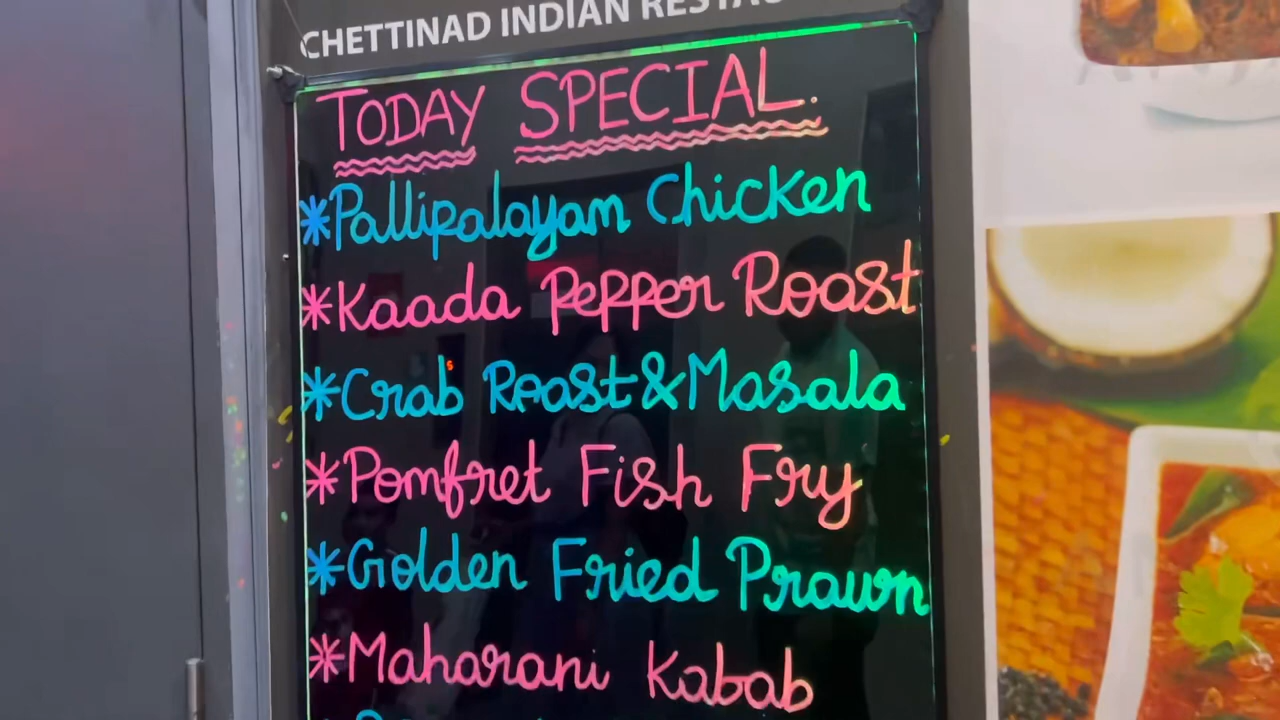 CHETTINAD INDIAN
TODAY SPECIAL.
*Pallipalayam Chicken
*Kaada Pepper Roast
*Crab Roast&Masala
*Pomfret Fish Fry
*Golden Fried Prawn
*Maharani Kabab